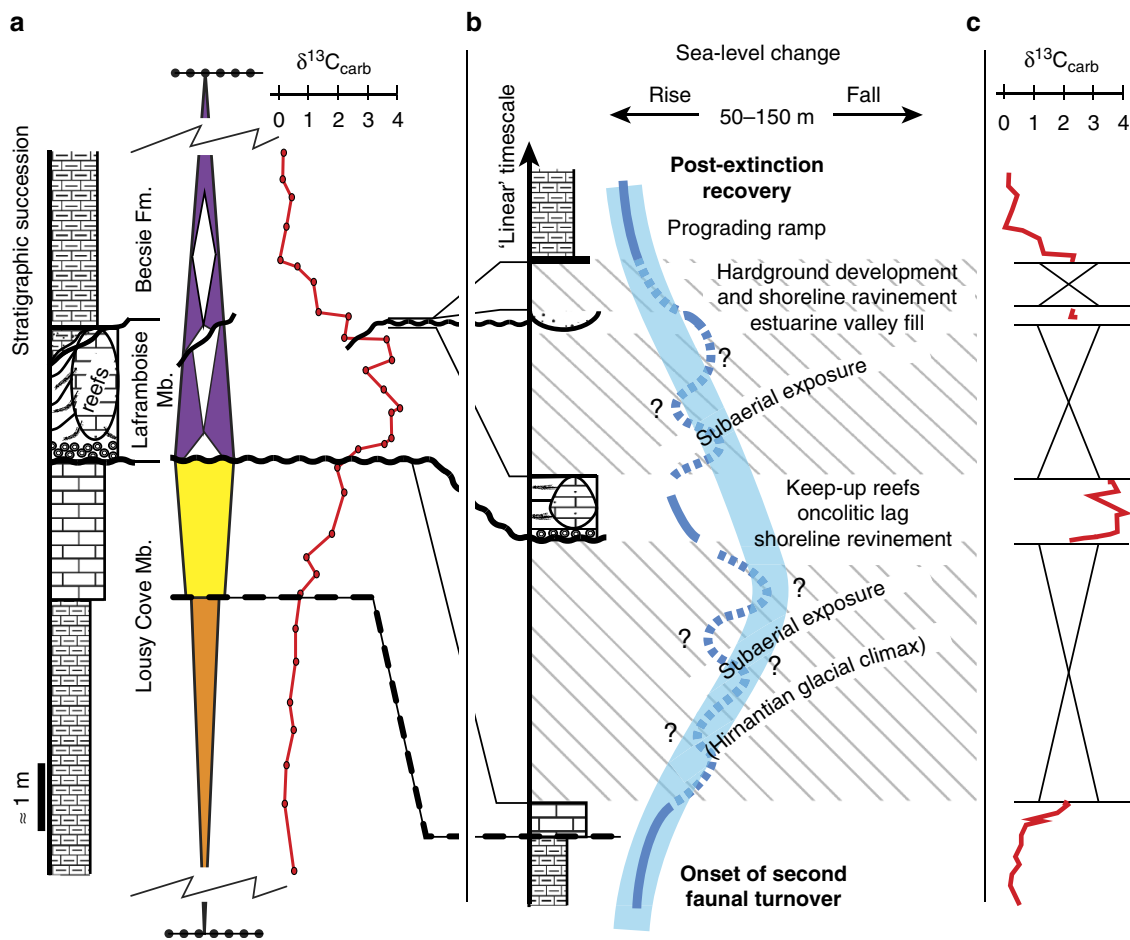 a
δ13Ccarb
0 1 2 3 4
Stratigraphic succession
Becsie Fm.
Laframboise
Mb.
reefs
Lousy Cove Mb.
≈ 1 m
b
Sea-level change
Rise
Fall
50–150 m
'Linear' timescale
Post-extinction
recovery
Prograding ramp
Hardground development
and shoreline ravinement
estuarine valley fill
?
?
Subaerial exposure
Keep-up reefs
oncolitic lag
shoreline revinement
?
?
Subaerial exposure
?
(Hirnantian glacial climax)
?
Onset of second
faunal turnover
c
δ13Ccarb
0 1 2 3 4